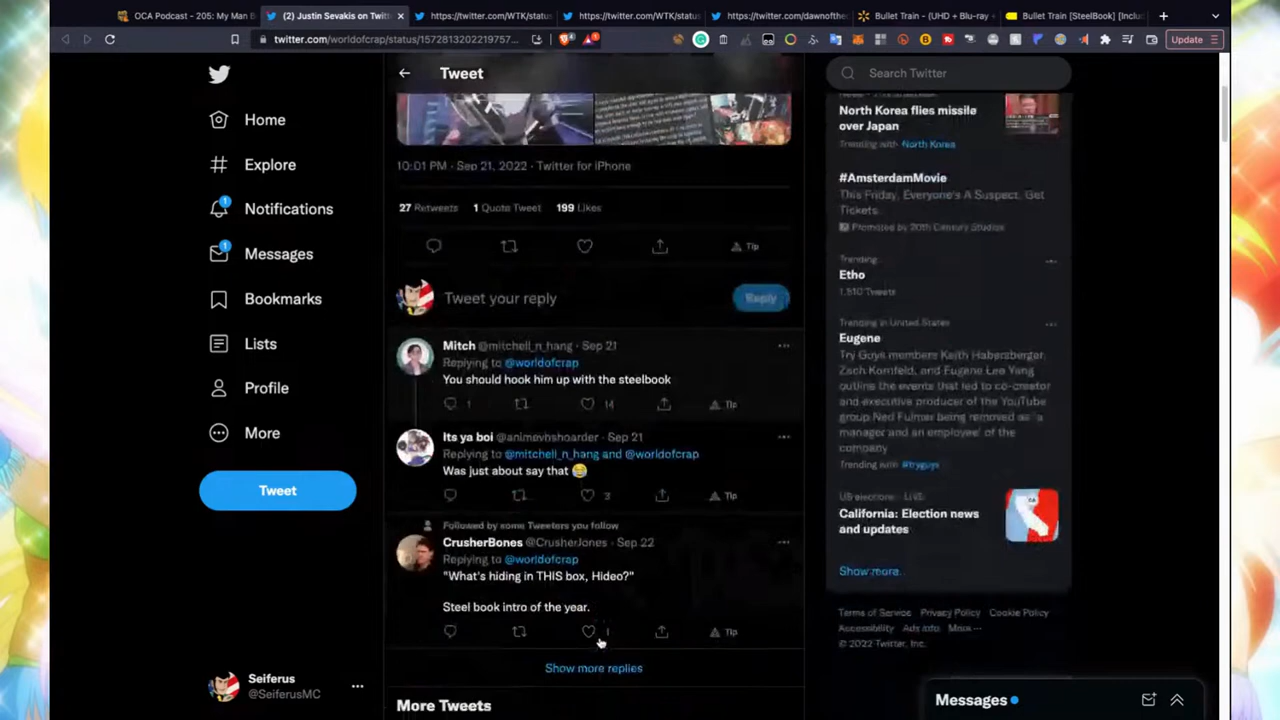 OCA Podcast - 205: My Man B
(2) Justin Sevakis on Twitt
https://twitter.com/WTK/status
https://twitter.com/WTK/status
https://twitter.com/dawnofthe
Bullet Train - (UHD + Blu-ray
Bullet Train [SteelBook] [Includ
twitter.com/worldofcrap/status/1572813202219757...
Update
Home
Explore
Notifications
Messages
Bookmarks
Lists
Profile
More
Tweet
Seiferus
@SeiferusMC
Tweet
10:01 PM · Sep 21, 2022 · Twitter for iPhone
27 Retweets 1 Quote Tweet 199 Likes
Tip
Tweet your reply
Reply
Mitch @mitchell_n_hang · Sep 21
Replying to @worldofcrap
You should hook him up with the steelbook
1 14 Tip
Its ya boi @animevhshoarder · Sep 21
Replying to @mitchell_n_hang and @worldofcrap
Was just about say that 😂
3 Tip
Followed by some Tweeters you follow
CrusherBones @CrusherJones · Sep 22
Replying to @worldofcrap
"What's hiding in THIS box, Hideo?"
Steel book intro of the year.
1 Tip
Show more replies
More Tweets
Search Twitter
North Korea flies missile
over Japan
Trending with North Korea
#AmsterdamMovie
This Friday, Everyone's A Suspect. Get
Tickets.
Promoted by 20th Century Studios
Trending
Etho
1,510 Tweets
Trending in United States
Eugene
Try Guys members Keith Habersberger,
Zach Kornfeld, and Eugene Lee Yang
outline the events that led to co-creator
and executive producer of the YouTube
group Ned Fulmer being removed as 'a
manager and an employee' of the
company
Trending with #tryguys
US elections · LIVE
California: Election news
and updates
Show more
Terms of Service Privacy Policy Cookie Policy
Accessibility Ads info More ···
© 2022 Twitter, Inc.
Messages